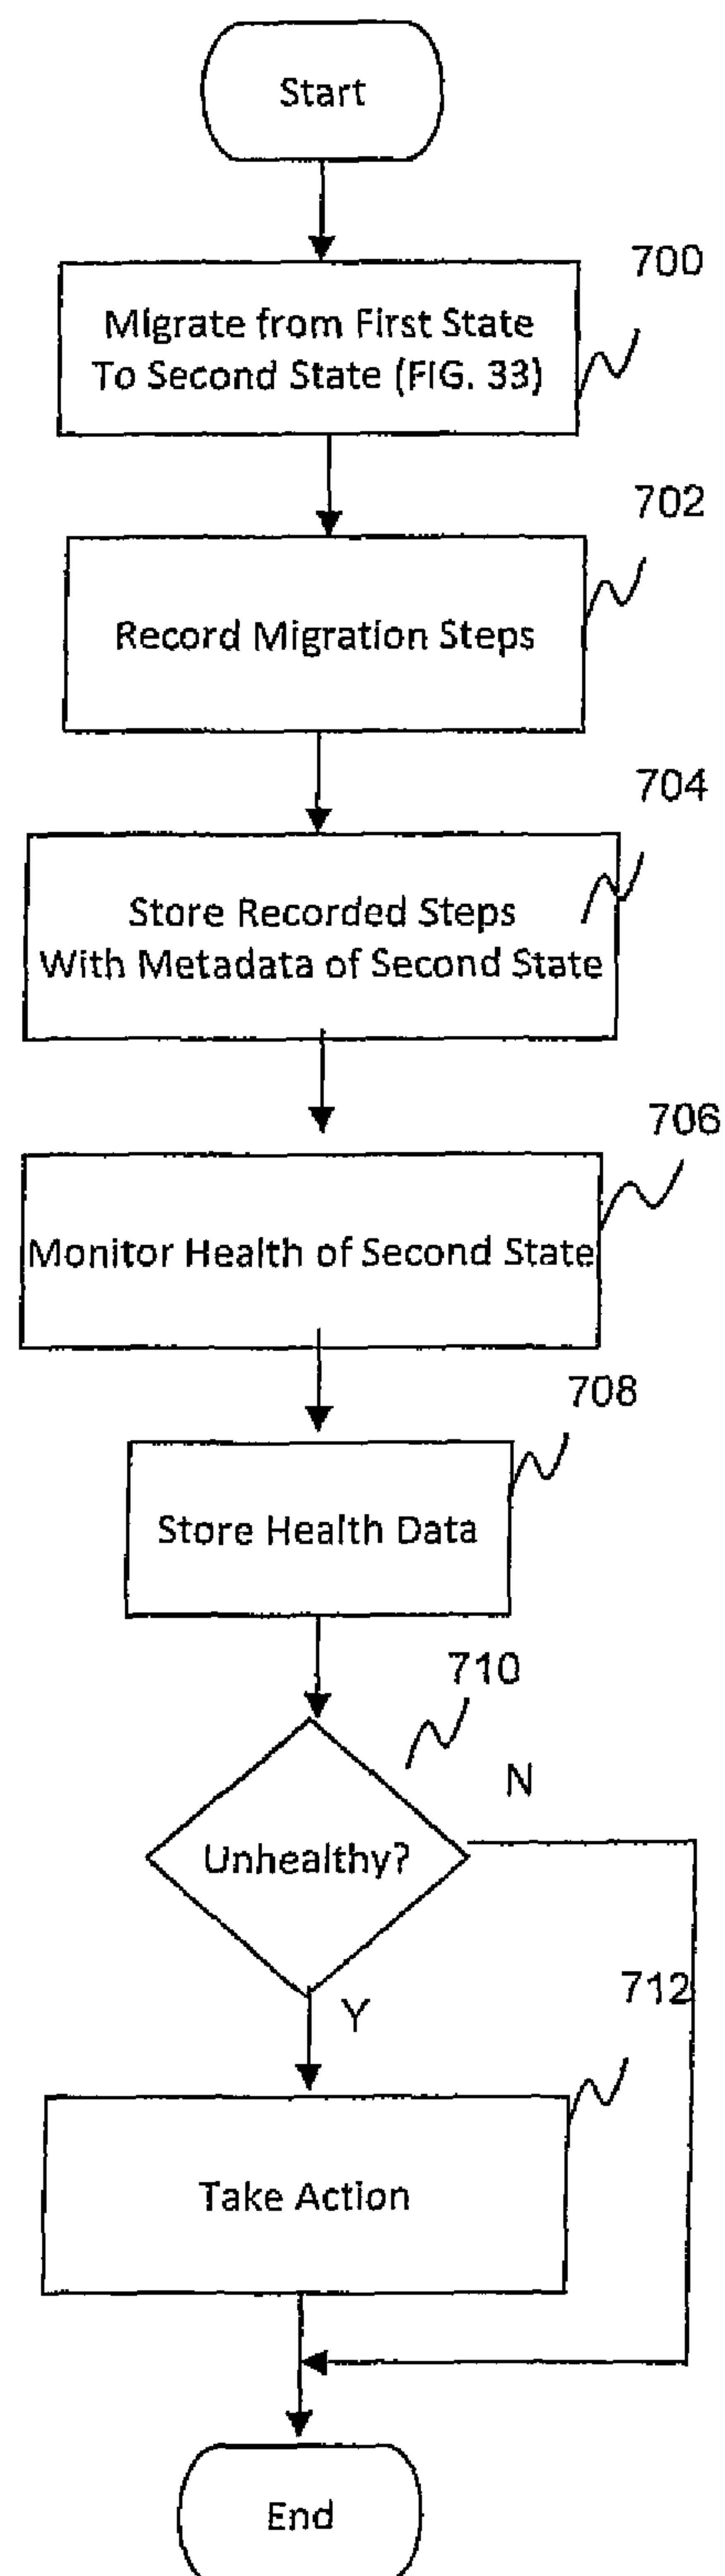 Start
700
Migrate from First State
To Second State (FIG. 33)
702
Record Migration Steps
704
Store Recorded Steps
With Metadata of Second State
706
Monitor Health of Second State
708
Store Health Data
710
N
Unhealthy?
Y
712
Take Action
End